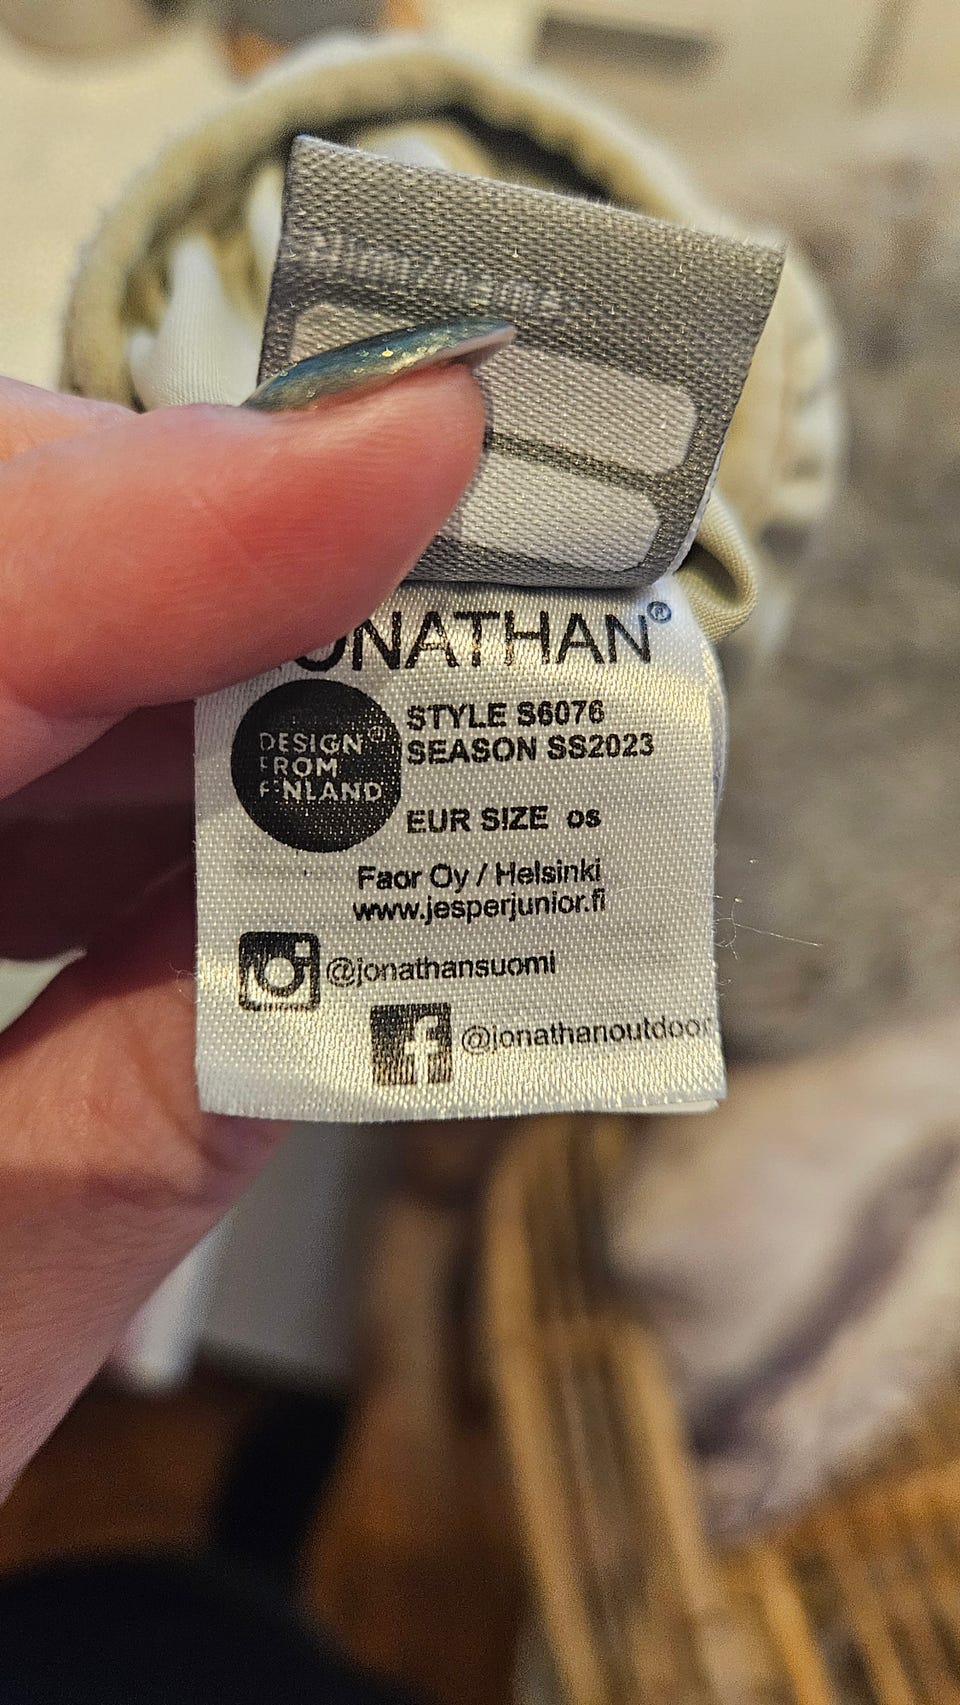 JONATHAN®
DESIGN
FROM
FINLAND
STYLE S6076
SEASON SS2023
EUR SIZE os
Faor Oy / Helsinki
www.jesperjunior.fi
@jonathansuomi
@jonathanoutdoor